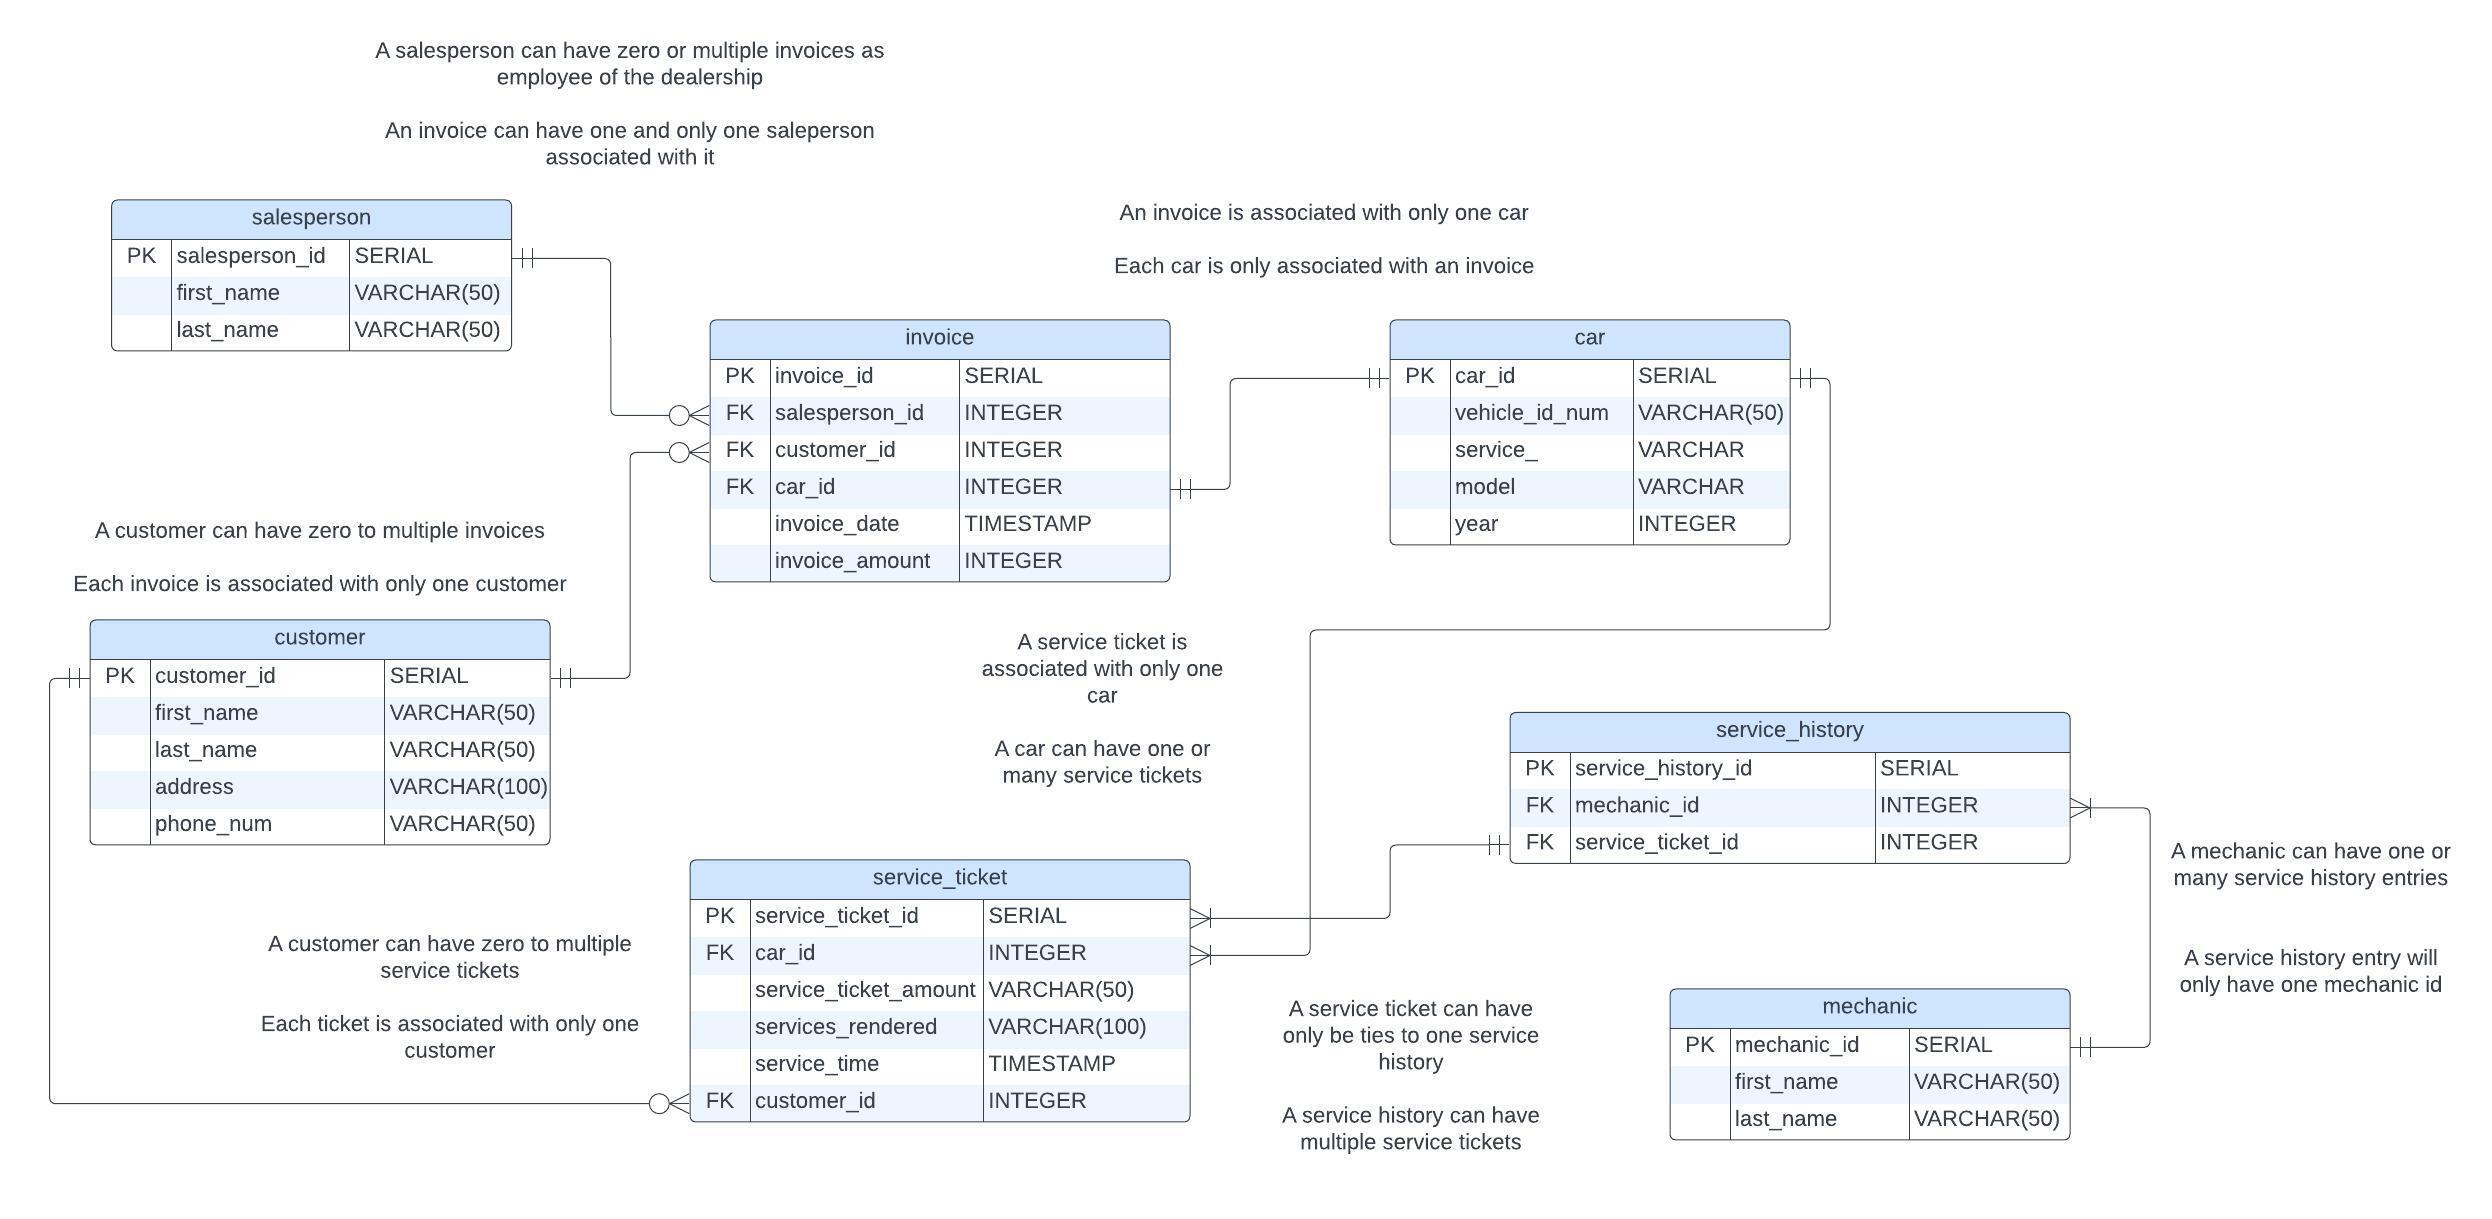 A salesperson can have zero or multiple invoices as
employee of the dealership
An invoice can have one and only one saleperson
associated with it
salesperson
PK salesperson_id SERIAL
first_name VARCHAR(50)
last_name VARCHAR(50)
An invoice is associated with only one car
Each car is only associated with an invoice
invoice
PK invoice_id SERIAL
FK salesperson_id INTEGER
FK customer_id INTEGER
FK car_id INTEGER
invoice_date TIMESTAMP
invoice_amount INTEGER
car
PK car_id SERIAL
vehicle_id_num VARCHAR(50)
service_ VARCHAR
model VARCHAR
year INTEGER
A customer can have zero to multiple invoices
Each invoice is associated with only one customer
customer
PK customer_id SERIAL
first_name VARCHAR(50)
last_name VARCHAR(50)
address VARCHAR(100)
phone_num VARCHAR(50)
A service ticket is
associated with only one
car
A car can have one or
many service tickets
service_history
PK service_history_id SERIAL
FK mechanic_id INTEGER
FK service_ticket_id INTEGER
A mechanic can have one or
many service history entries
A service history entry will
only have one mechanic id
A customer can have zero to multiple
service tickets
Each ticket is associated with only one
customer
service_ticket
PK service_ticket_id SERIAL
FK car_id INTEGER
service_ticket_amount VARCHAR(50)
services_rendered VARCHAR(100)
service_time TIMESTAMP
FK customer_id INTEGER
A service ticket can have
only be ties to one service
history
A service history can have
multiple service tickets
mechanic
PK mechanic_id SERIAL
first_name VARCHAR(50)
last_name VARCHAR(50)